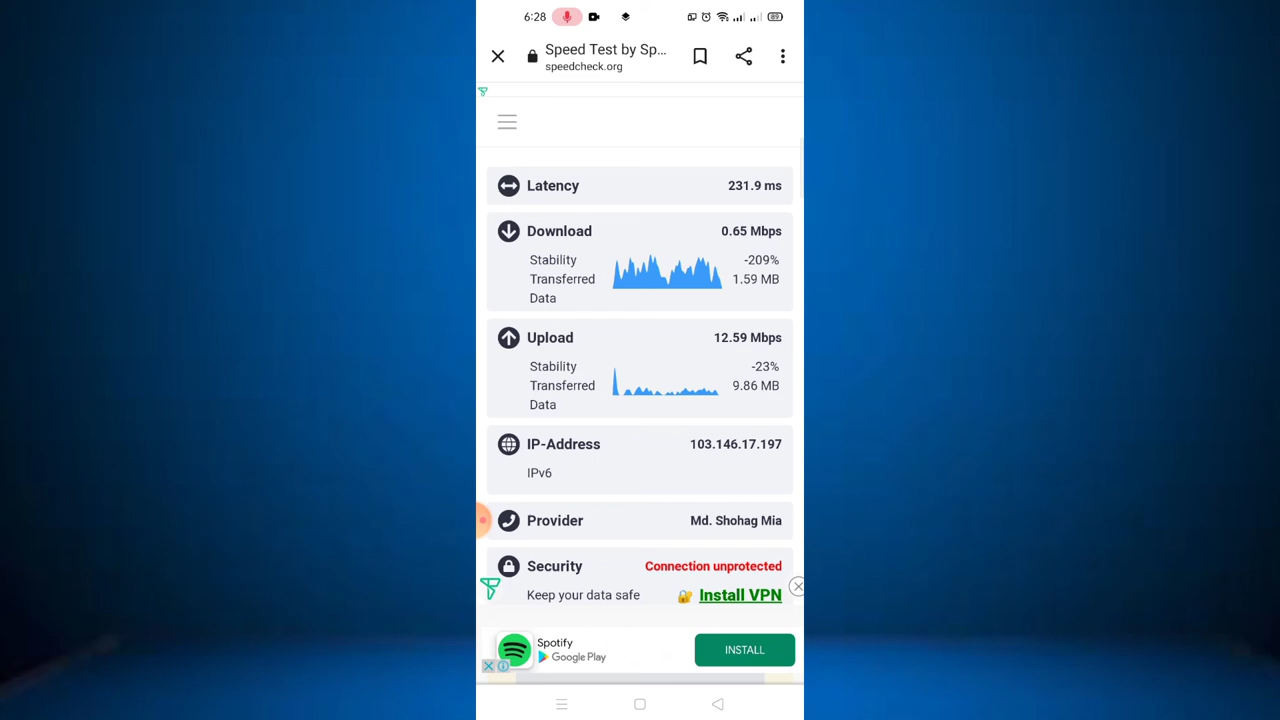 6:28
89
Speed Test by Sp...
speedcheck.org
Latency 231.9 ms
Download 0.65 Mbps
Stability -209%
Transferred Data 1.59 MB
Upload 12.59 Mbps
Stability -23%
Transferred Data 9.86 MB
IP-Address 103.146.17.197
IPv6
Provider Md. Shohag Mia
Security Connection unprotected
Keep your data safe Install VPN
Spotify
Google Play
INSTALL